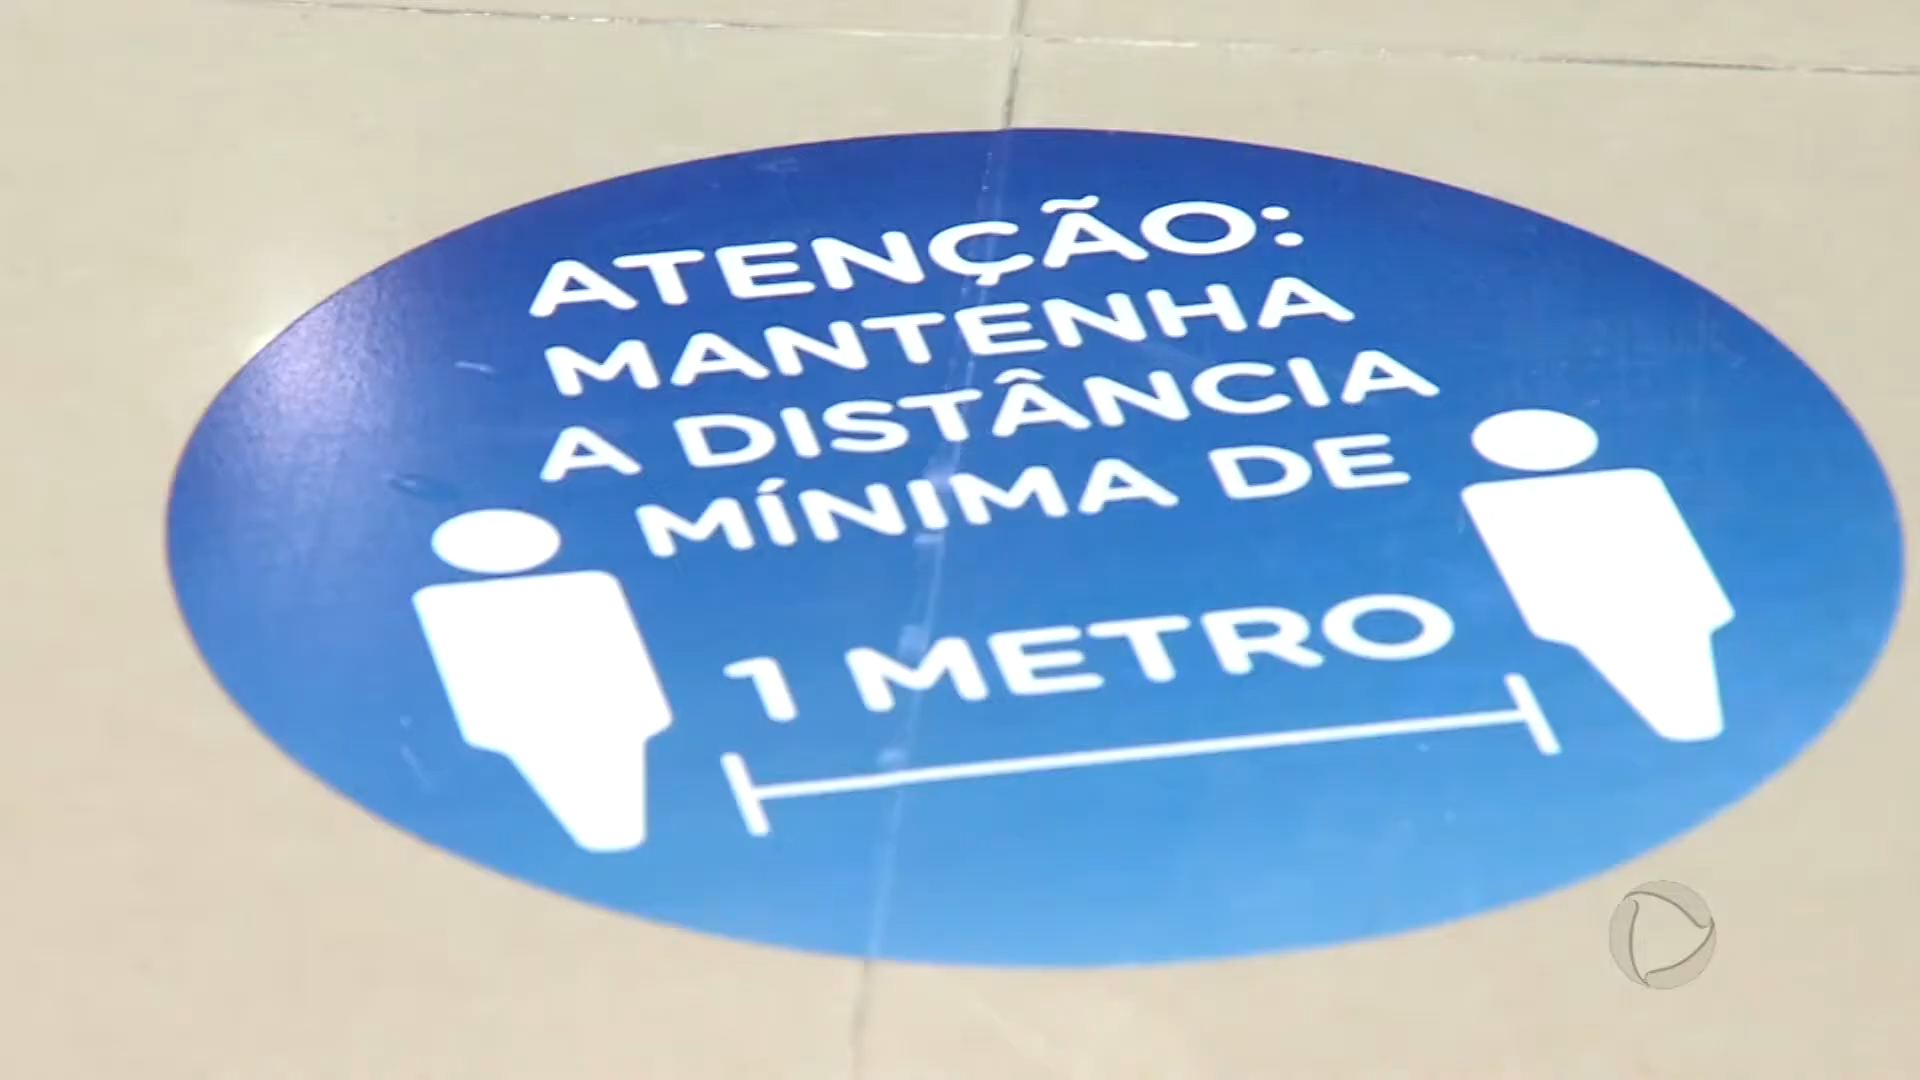 ATENÇÃO:
MANTENHA
A DISTÂNCIA
MÍNIMA DE
1 METRO